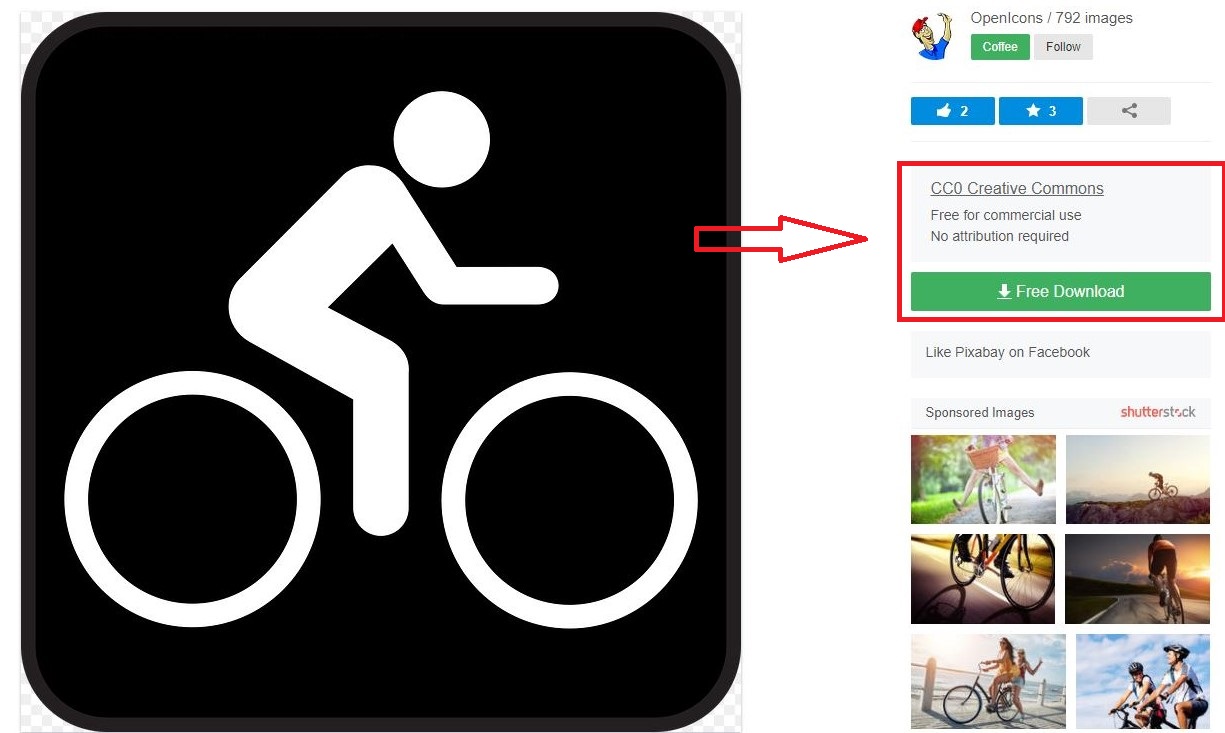 OpenIcons / 792 images
Coffee
Follow
2
3
CC0 Creative Commons
Free for commercial use
No attribution required
Free Download
Like Pixabay on Facebook
Sponsored Images
shutterstock